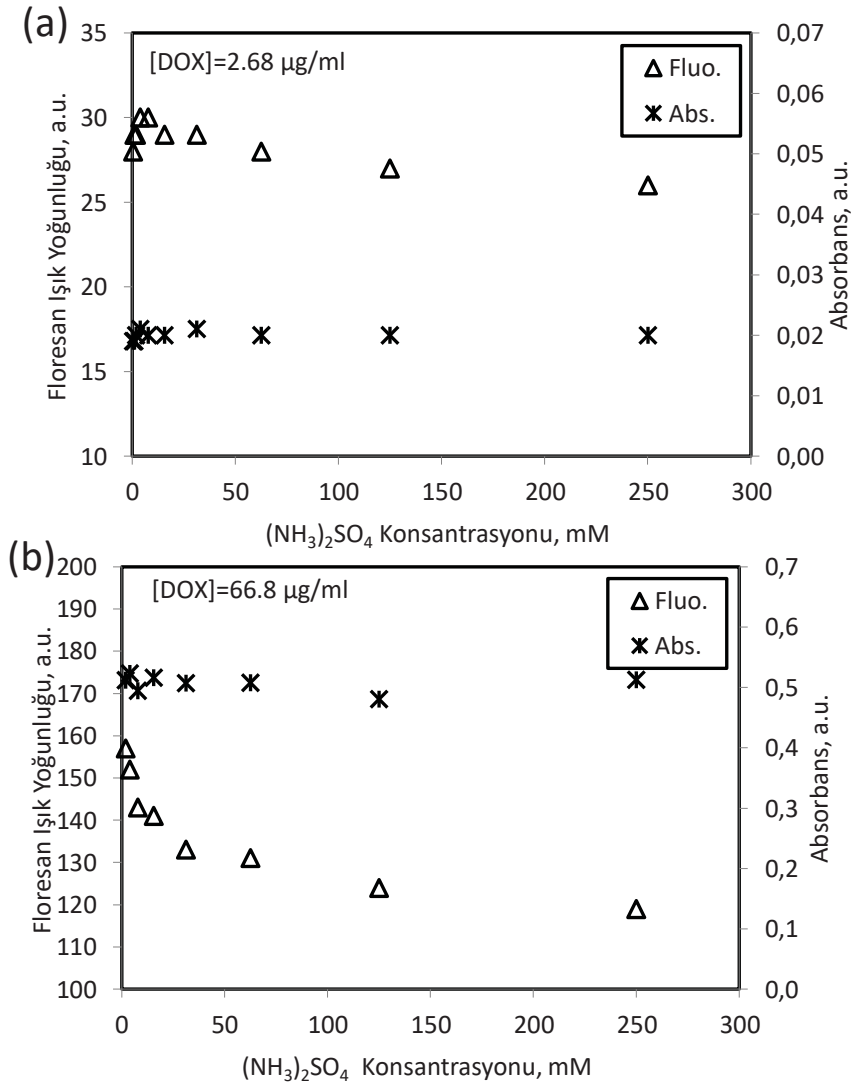 (a)
[DOX]=2.68 µg/ml
Fluo.
Abs.
35
30
25
20
15
10
0,07
0,06
0,05
0,04
0,03
0,02
0,01
0,00
0 50 100 150 200 250 300
Floresan Işık Yoğunluğu, a.u.
Absorbans, a.u.
(NH3)2SO4 Konsantrasyonu, mM
(b)
[DOX]=66.8 µg/ml
Fluo.
Abs.
200
190
180
170
160
150
140
130
120
110
100
0,7
0,6
0,5
0,4
0,3
0,2
0,1
0,0
0 50 100 150 200 250 300
Floresan Işık Yoğunluğu, a.u.
Absorbans, a.u.
(NH3)2SO4 Konsantrasyonu, mM